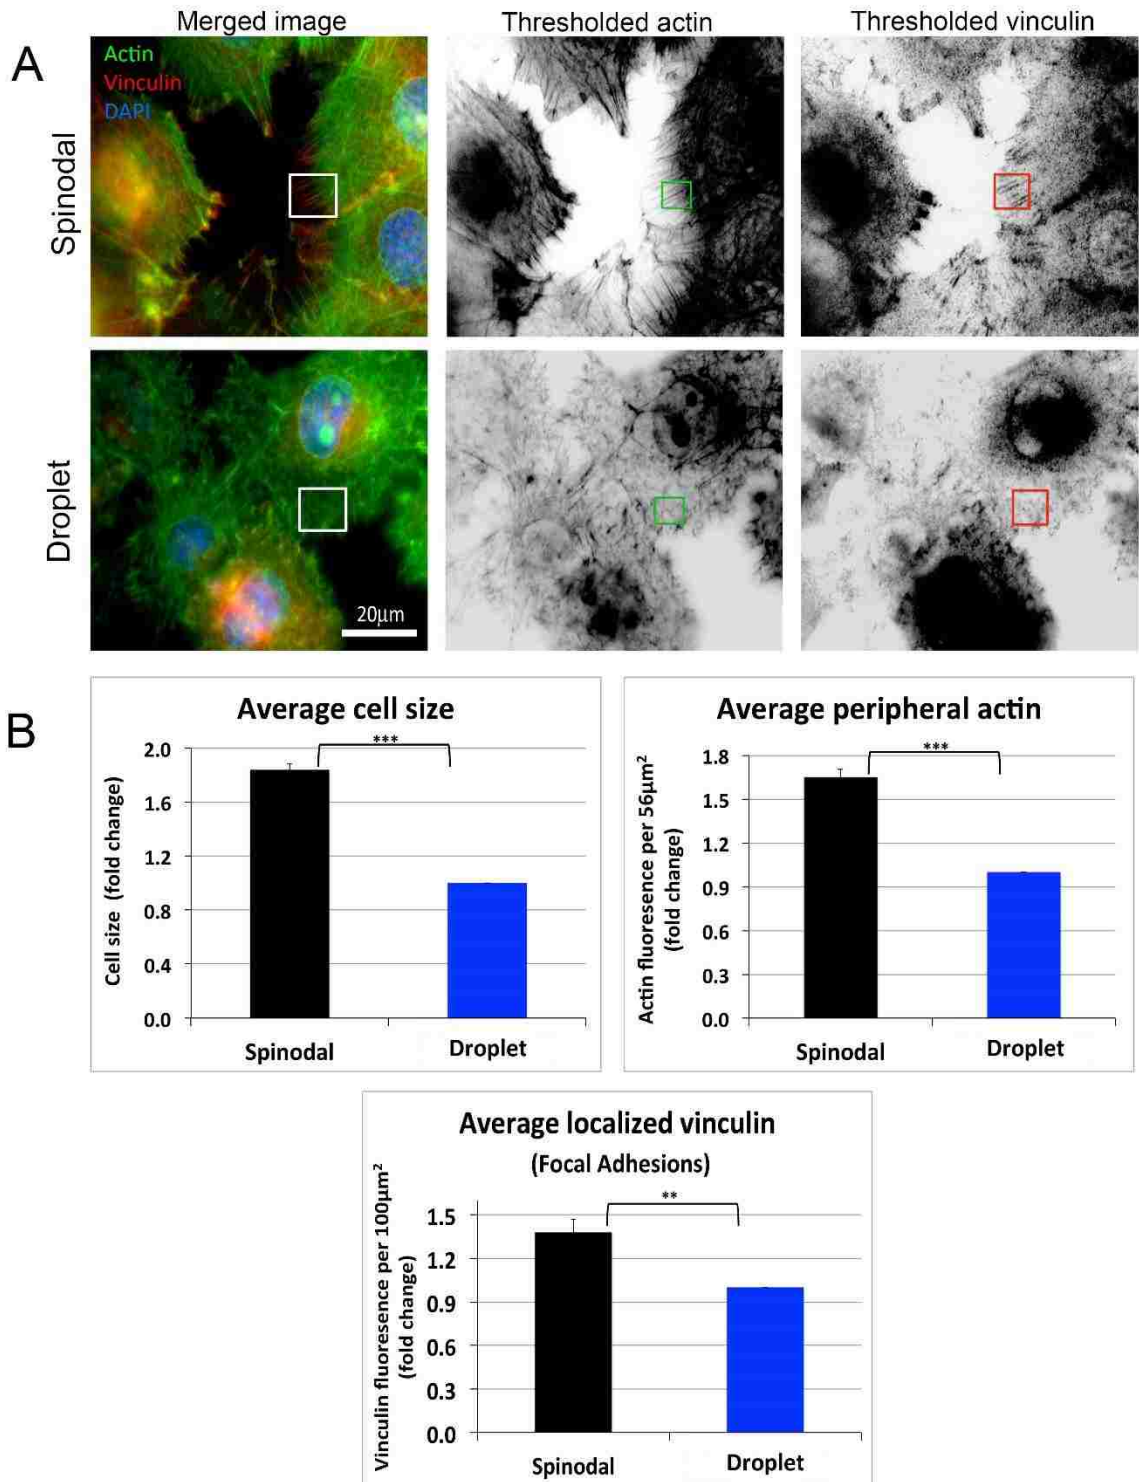 Merged image
Thresholded actin
Thresholded vinculin
A
Actin
Vinculin
DAPI
Spinodal
Droplet
20μm
B
Average cell size
***
Cell size (fold change)
2.0
1.6
1.2
0.8
0.4
0.0
Spinodal
Droplet
Average peripheral actin
***
Actin fluoresence per 56μm²
(fold change)
1.8
1.5
1.2
0.9
0.6
0.3
0.0
Spinodal
Droplet
Average localized vinculin
(Focal Adhesions)
**
Vinculin fluoresence per 100μm²
(fold change)
1.5
1.2
0.9
0.6
0.3
0.0
Spinodal
Droplet